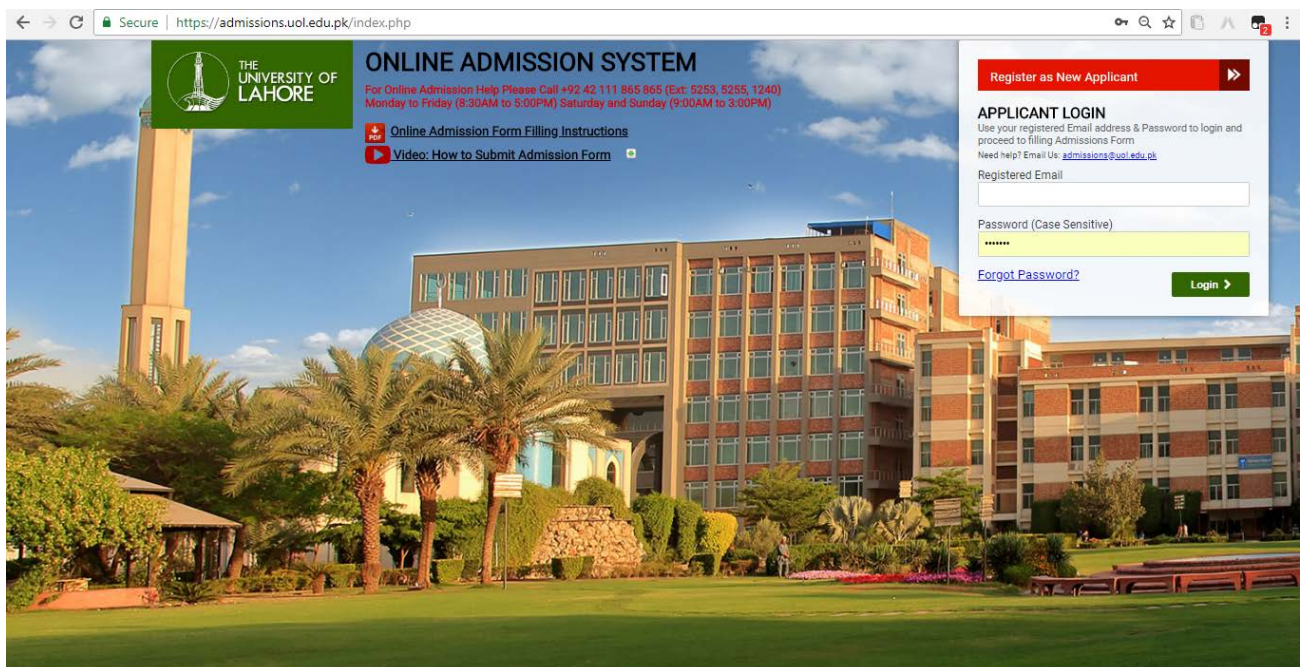 Secure | https://admissions.uol.edu.pk/index.php
2
THE
UNIVERSITY OF
LAHORE
ONLINE ADMISSION SYSTEM
For Online Admission Help Please Call +92 42 111 865 865 (Ext: 5253, 5255, 1240)
Monday to Friday (8:30AM to 5:00PM) Saturday and Sunday (9:00AM to 3:00PM)
PDF
Online Admission Form Filling Instructions
Video: How to Submit Admission Form
Register as New Applicant
APPLICANT LOGIN
Use your registered Email address & Password to login and
proceed to filling Admissions Form
Need help? Email Us: admissions@uol.edu.pk
Registered Email
Password (Case Sensitive)
•••••••
Forgot Password?
Login